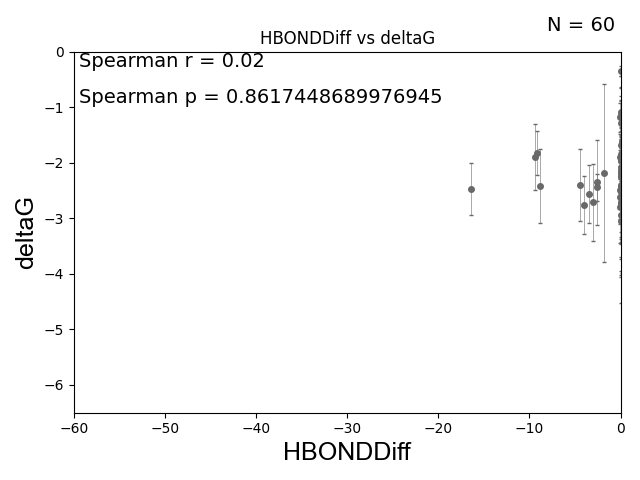 N = 60
HBONDDiff vs deltaG
Spearman r = 0.02
Spearman p = 0.8617448689976945
deltaG
0
−1
−2
−3
−4
−5
−6
−60
−50
−40
−30
−20
−10
0
HBONDDiff